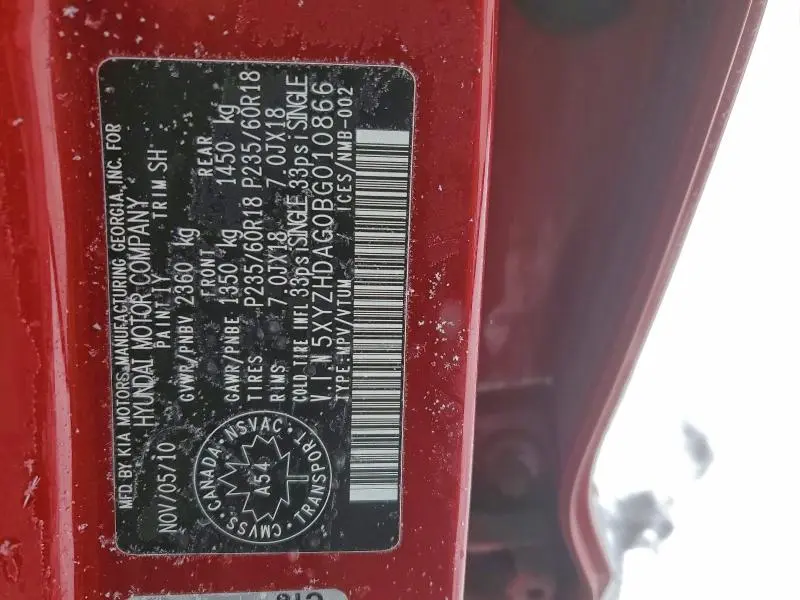 MFD. BY KIA MOTORS MANUFACTURING GEORGIA, INC. FOR
HYUNDAI MOTOR COMPANY
NOV/05/10 PAINT IY TRIM SH
GVWR/PNBV 2360 kg
FRONT REAR
GAWR/PNBE 1350 kg 1450 kg
TIRES P235/60R18 P235/60R18
RIMS 7.0JX18 7.0JX18
COLD TIRE INFL 33psi SINGLE 33psi SINGLE
V.I.N 5XYZHDAG0BG010866
TYPE:MPV/VTUM ICES/NMB-002
CANADA · NSVAC · TRANSPORT · CMVSS
A54